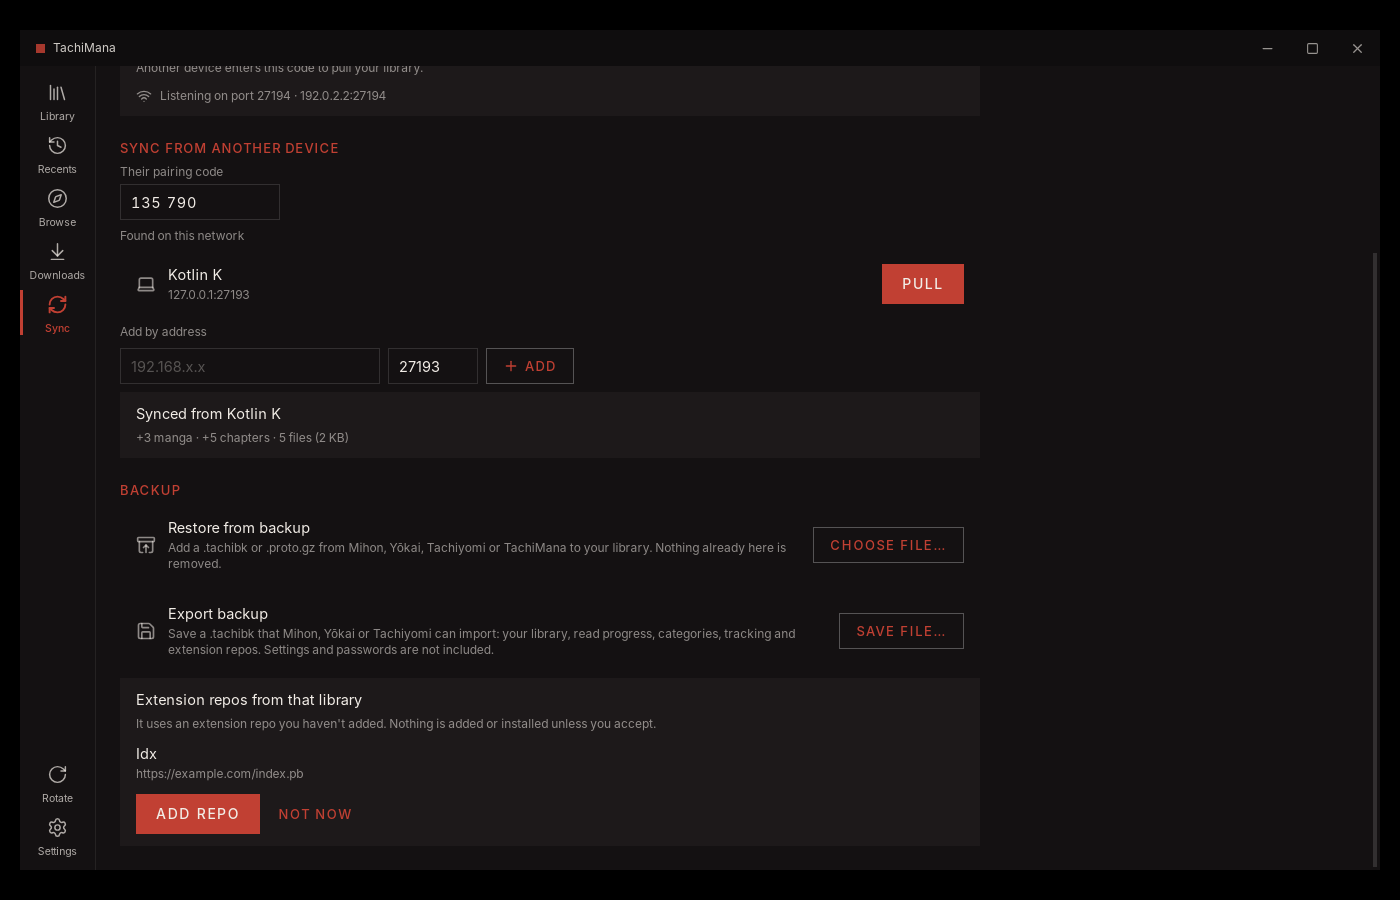 TachiMana
Another device enters this code to pull your library.
Listening on port 27194 · 192.0.2.2:27194
Library
Recents
Browse
Downloads
Sync
SYNC FROM ANOTHER DEVICE
Their pairing code
135 790
Found on this network
Kotlin K
127.0.0.1:27193
PULL
Add by address
192.168.x.x
27193
ADD
Synced from Kotlin K
+3 manga · +5 chapters · 5 files (2 KB)
BACKUP
Restore from backup
Add a .tachibk or .proto.gz from Mihon, Yōkai, Tachiyomi or TachiMana to your library. Nothing already here is
removed.
CHOOSE FILE…
Export backup
Save a .tachibk that Mihon, Yōkai or Tachiyomi can import: your library, read progress, categories, tracking and
extension repos. Settings and passwords are not included.
SAVE FILE…
Extension repos from that library
It uses an extension repo you haven't added. Nothing is added or installed unless you accept.
Idx
https://example.com/index.pb
ADD REPO
NOT NOW
Rotate
Settings